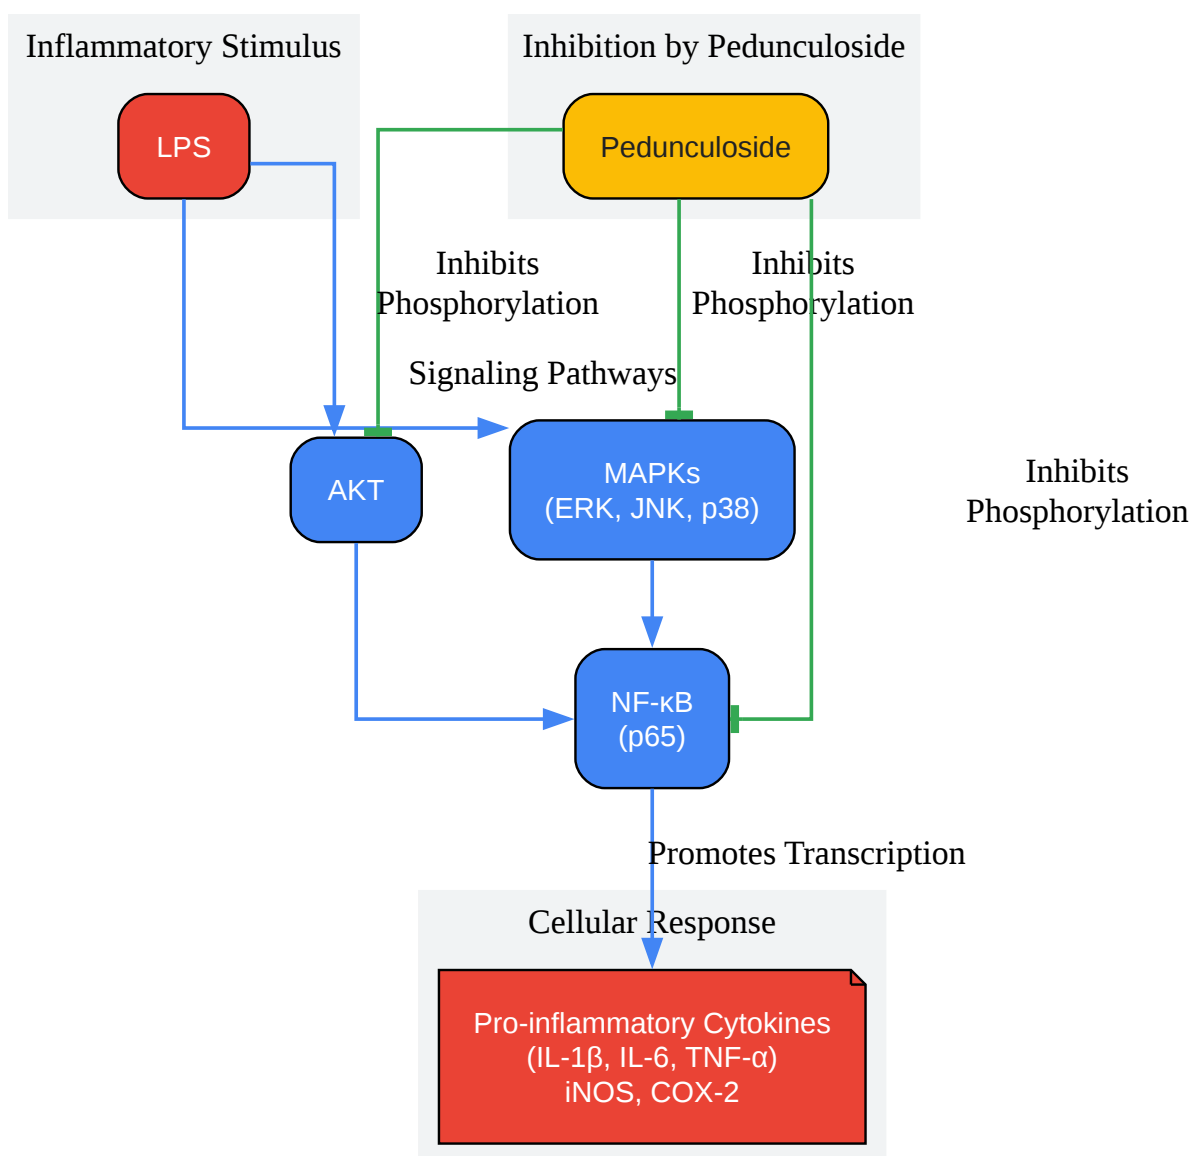 Inflammatory Stimulus
Inhibition by Pedunculoside
LPS
Pedunculoside
Inhibits
Phosphorylation
Inhibits
Phosphorylation
Signaling Pathways
AKT
MAPKs
(ERK, JNK, p38)
Inhibits
Phosphorylation
NF-κB
(p65)
Promotes Transcription
Cellular Response
Pro-inflammatory Cytokines
(IL-1β, IL-6, TNF-α)
iNOS, COX-2